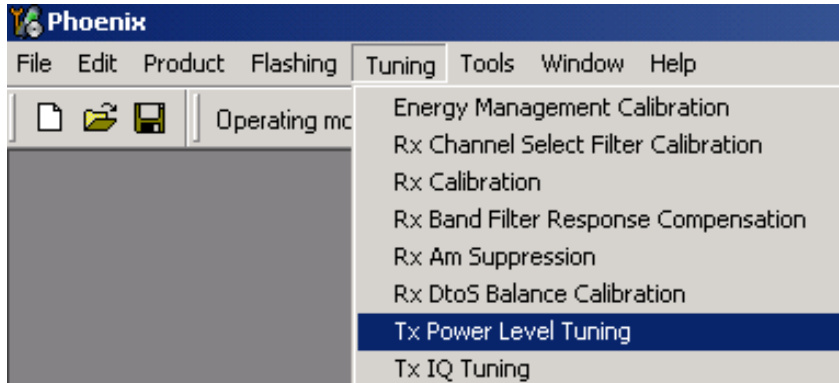 Phoenix
File Edit Product Flashing Tuning Tools Window Help
Operating mo
Energy Management Calibration
Rx Channel Select Filter Calibration
Rx Calibration
Rx Band Filter Response Compensation
Rx Am Suppression
Rx DtoS Balance Calibration
Tx Power Level Tuning
Tx IQ Tuning